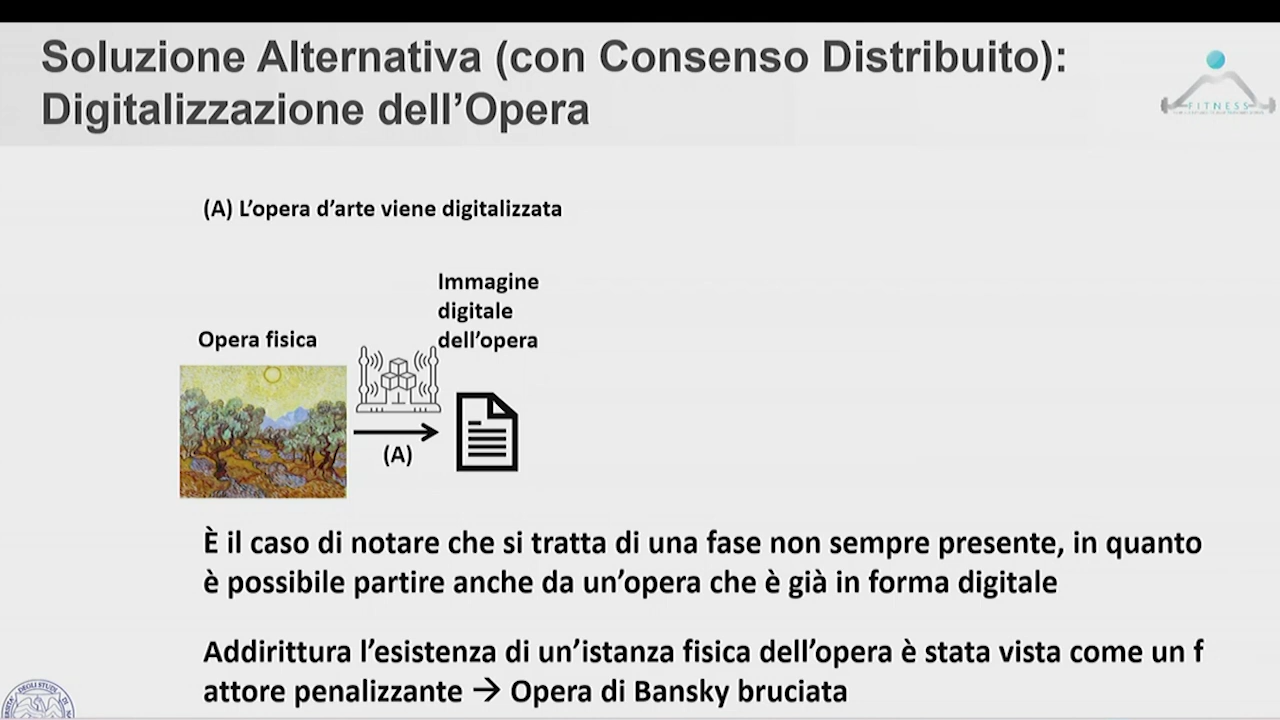 Soluzione Alternativa (con Consenso Distribuito):
Digitalizzazione dell'Opera
FITNESS
(A) L'opera d'arte viene digitalizzata
Immagine
digitale
dell'opera
Opera fisica
(A)
È il caso di notare che si tratta di una fase non sempre presente, in quanto
è possibile partire anche da un'opera che è già in forma digitale
Addirittura l'esistenza di un'istanza fisica dell'opera è stata vista come un f
attore penalizzante → Opera di Bansky bruciata
DEGLI STUDI